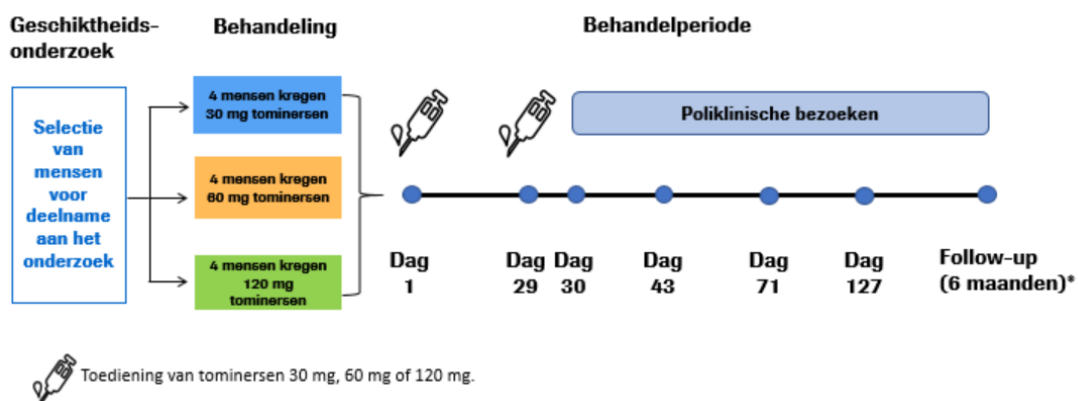 Geschiktheids-
onderzoek
Behandeling
Behandelperiode
Selectie
van
mensen
voor
deelname
aan het
onderzoek
4 mensen kregen
30 mg tominersen
4 mensen kregen
60 mg tominersen
4 mensen kregen
120 mg
tominersen
Poliklinische bezoeken
Dag
1
Dag
29
Dag
30
Dag
43
Dag
71
Dag
127
Follow-up
(6 maanden)*
Toediening van tominersen 30 mg, 60 mg of 120 mg.